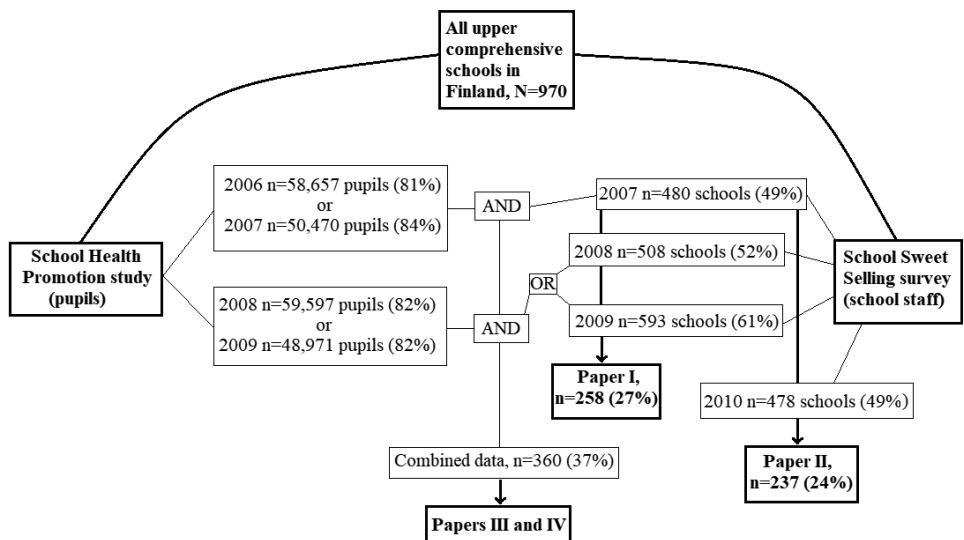 All upper
comprehensive
schools in
Finland, N=970
2006 n=58,657 pupils (81%)
or
2007 n=50,470 pupils (84%)
AND
2007 n=480 schools (49%)
School Health
Promotion study
(pupils)
2008 n=508 schools (52%)
School Sweet
Selling survey
(school staff)
OR
2008 n=59,597 pupils (82%)
or
2009 n=48,971 pupils (82%)
AND
2009 n=593 schools (61%)
Paper I,
n=258 (27%)
2010 n=478 schools (49%)
Combined data, n=360 (37%)
Paper II,
n=237 (24%)
Papers III and IV